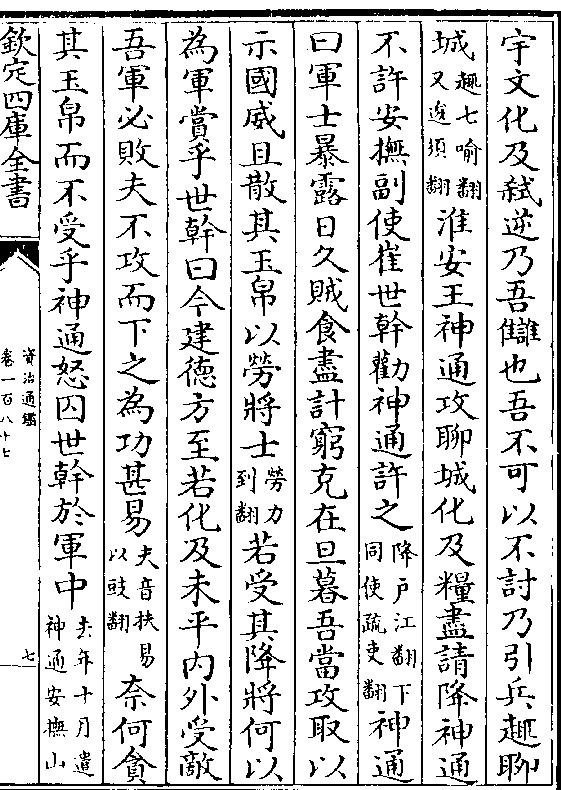 宇文化及弑逆乃吾讎也吾不可以不討乃引兵趣聊
城趣七喻翻又逡須翻淮安王神通攻聊城化及糧盡請降神通
不許安撫副使崔世幹勸神通許之降户江翻下同使疏吏翻神通
曰軍士暴露日久賊食盡計窮克在旦暮吾當攻取以
示國威且散其玉帛以勞將士勞力到翻若受其降將何以
為軍賞乎世幹曰今建徳方至若化及未平内外受敵
吾軍必敗夫不攻而下之為功甚易夫音扶易以豉翻奈何貪
其玉帛而不受乎神通怒囚世幹於軍中去年十月遣神通安撫山
欽定四庫全書
資治通鑑
卷一百八十七
七